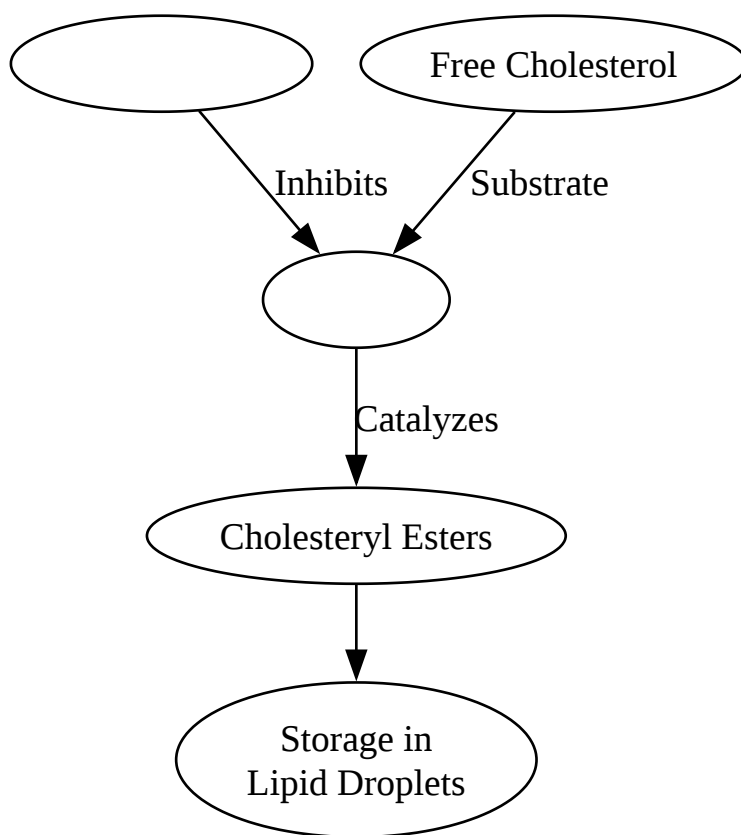 Free Cholesterol
Inhibits
Substrate
Catalyzes
Cholesteryl Esters
Storage in
Lipid Droplets